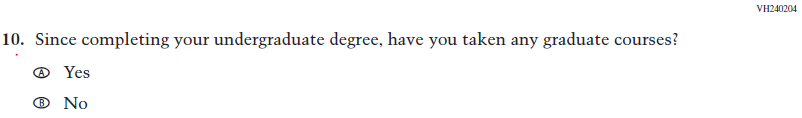 VH240204
10. Since completing your undergraduate degree, have you taken any graduate courses?
Ⓐ Yes
Ⓑ No